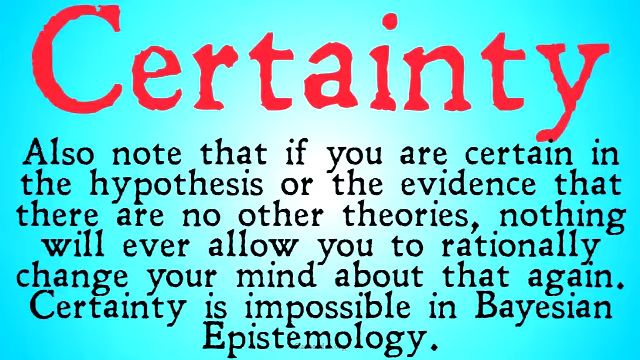 Certainty
Also note that if you are certain in
the hypothesis or the evidence that
there are no other theories, nothing
will ever allow you to rationally
change your mind about that again.
Certainty is impossible in Bayesian
Epistemology.